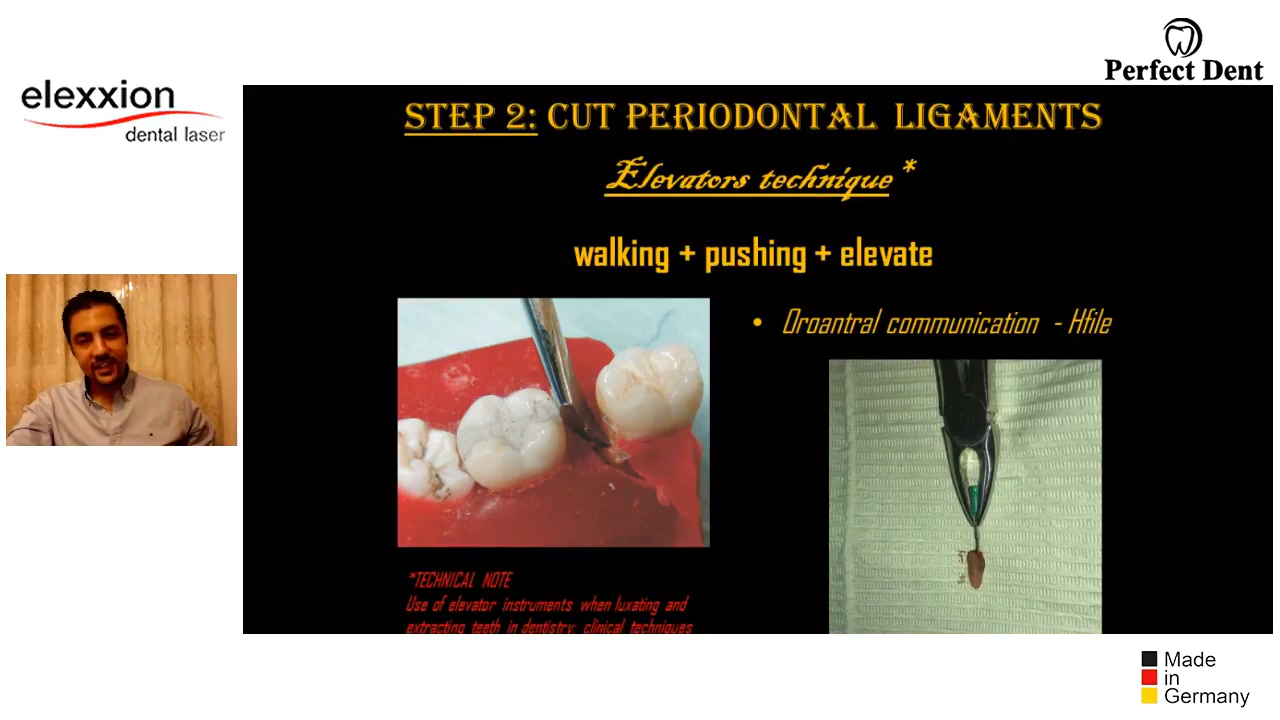 Perfect Dent
elexxion
dental laser
STEP 2: CUT PERIODONTAL LIGAMENTS
Elevators technique *
walking + pushing + elevate
• Oroantral communication - Hfile
*TECHNICAL NOTE
Use of elevator instruments when luxating and
extracting teeth in dentistry: clinical techniques
Made
in
Germany